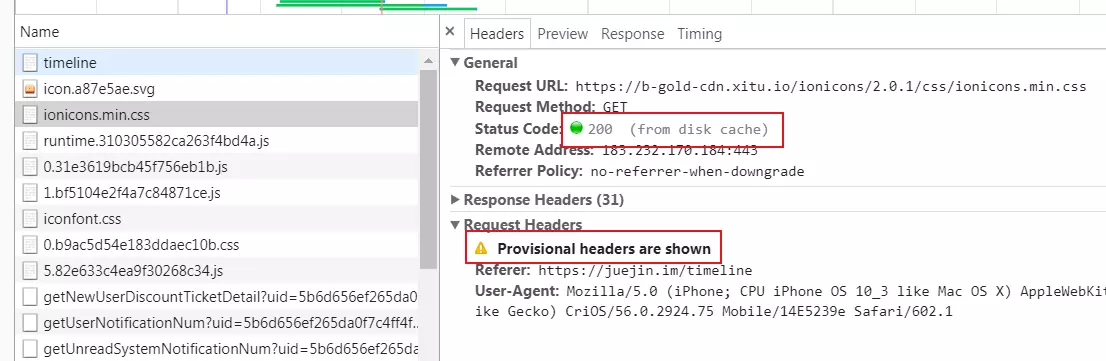 Name
timeline
icon.a87e5ae.svg
ionicons.min.css
runtime.310305582ca263f4bd4a.js
0.31e3619bcb45f756eb1b.js
1.bf5104e2f4a7c84871ce.js
iconfont.css
0.b9ac5d54e183ddaec10b.css
5.82e633c4ea9f30268c34.js
getNewUserDiscountTicketDetail?uid=5b6d656ef265da0
getUserNotificationNum?uid=5b6d656ef265da0f7c4ff4f...
getUnreadSystemNotificationNum?uid=5b6d656ef265da...
× Headers Preview Response Timing
▼ General
Request URL: https://b-gold-cdn.xitu.io/ionicons/2.0.1/css/ionicons.min.css
Request Method: GET
Status Code: 200 (from disk cache)
Remote Address: 183.232.170.184:443
Referrer Policy: no-referrer-when-downgrade
▶ Response Headers (31)
▼ Request Headers
Provisional headers are shown
Referer: https://juejin.im/timeline
User-Agent: Mozilla/5.0 (iPhone; CPU iPhone OS 10_3 like Mac OS X) AppleWebKit
ike Gecko) CriOS/56.0.2924.75 Mobile/14E5239e Safari/602.1